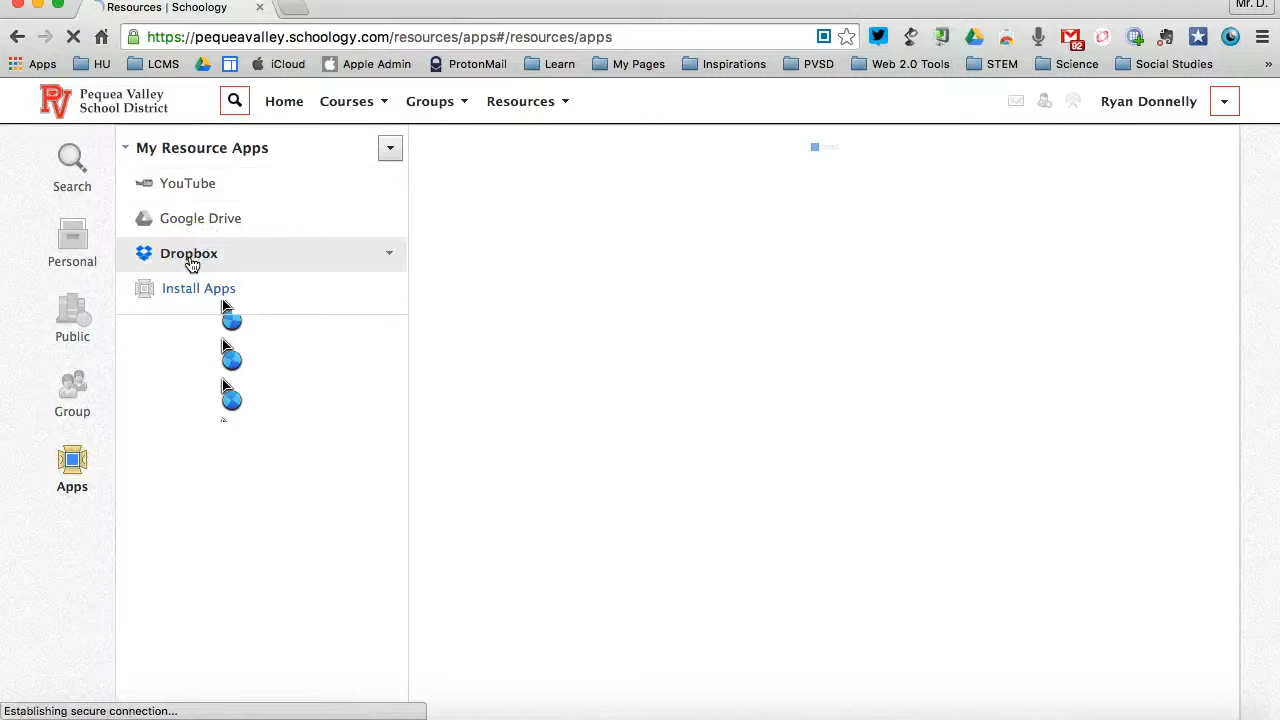 Resources | Schoology
Mr. D.
https://pequeavalley.schoology.com/resources/apps#/resources/apps
92
Apps HU LCMS iCloud Apple Admin ProtonMail Learn My Pages Inspirations PVSD Web 2.0 Tools STEM Science Social Studies »
PV Pequea Valley School District
Home Courses Groups Resources Ryan Donnelly
Search
Personal
Public
Group
Apps
My Resource Apps
YouTube
Google Drive
Dropbox
Install Apps
Establishing secure connection...